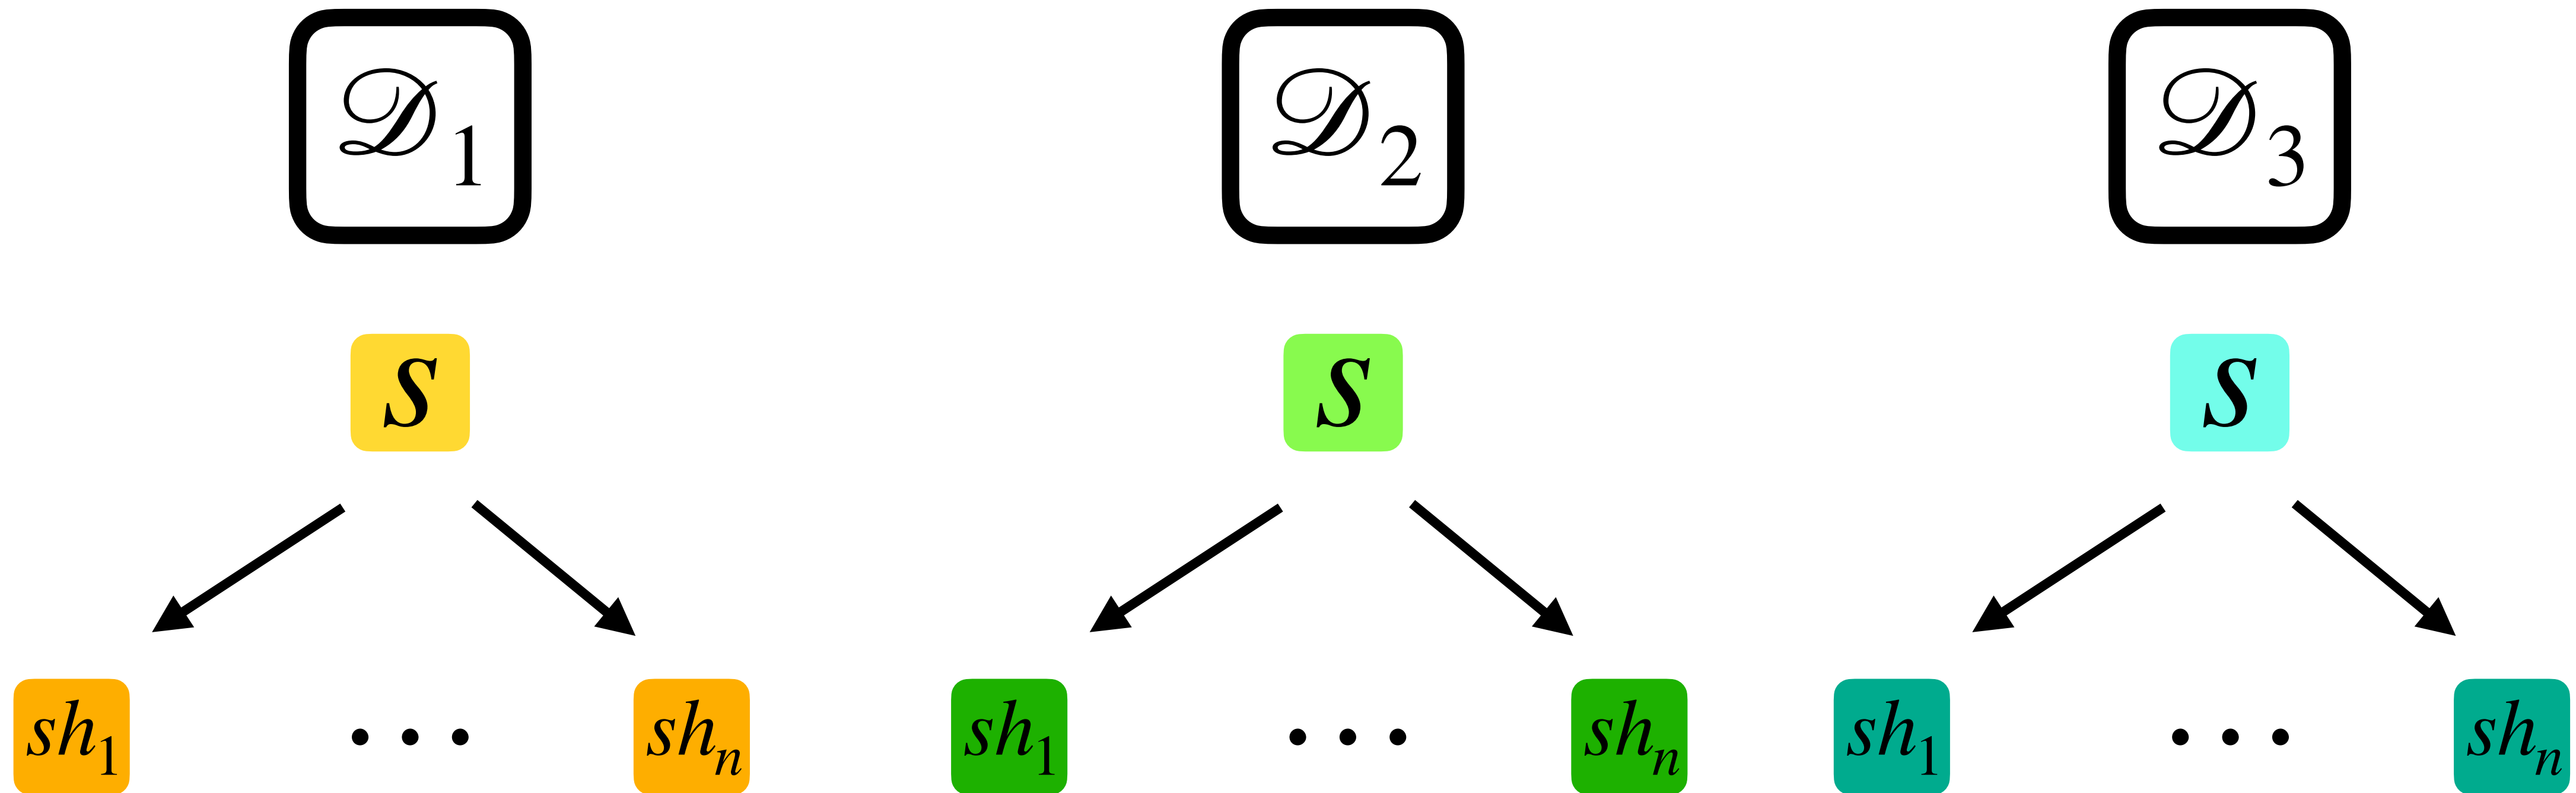 𝒟₁ 𝒟₂ 𝒟₃
s s s
sh₁ • • • shₙ sh₁ • • • shₙ sh₁ • • • shₙ